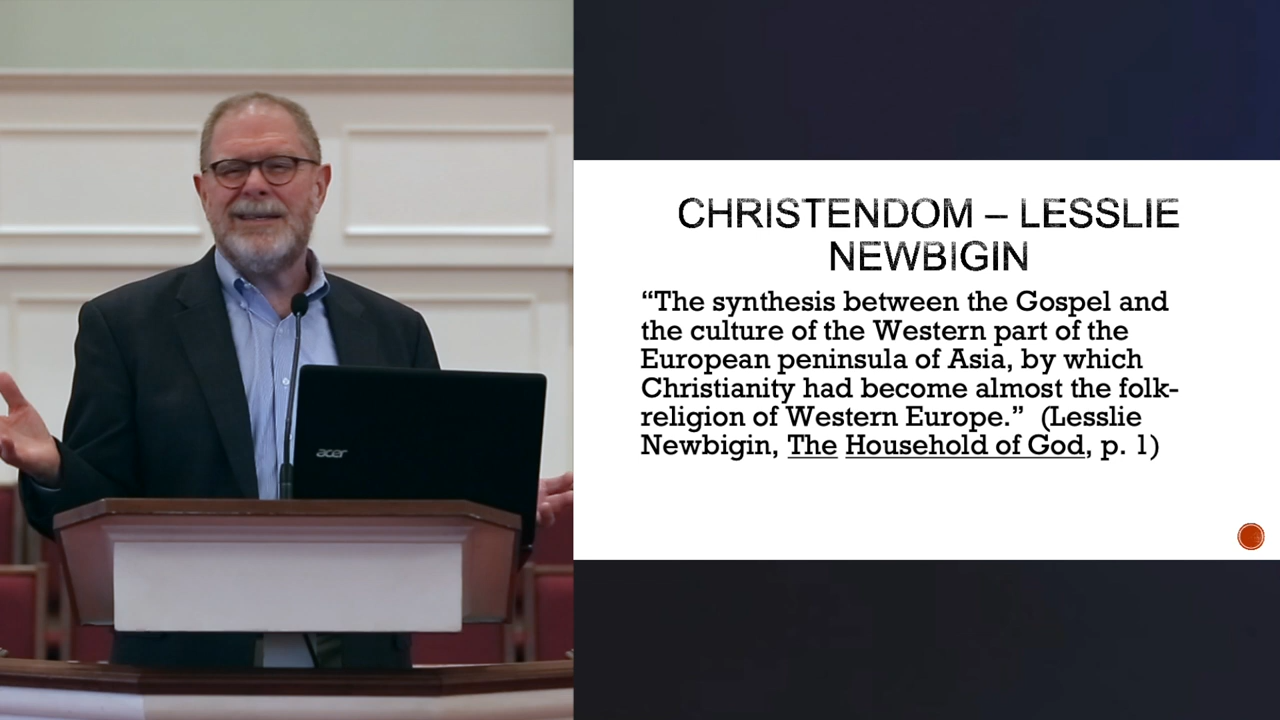 acer
CHRISTENDOM – LESSLIE
NEWBIGIN
“The synthesis between the Gospel and
the culture of the Western part of the
European peninsula of Asia, by which
Christianity had become almost the folk-
religion of Western Europe.”  (Lesslie
Newbigin, The Household of God, p. 1)